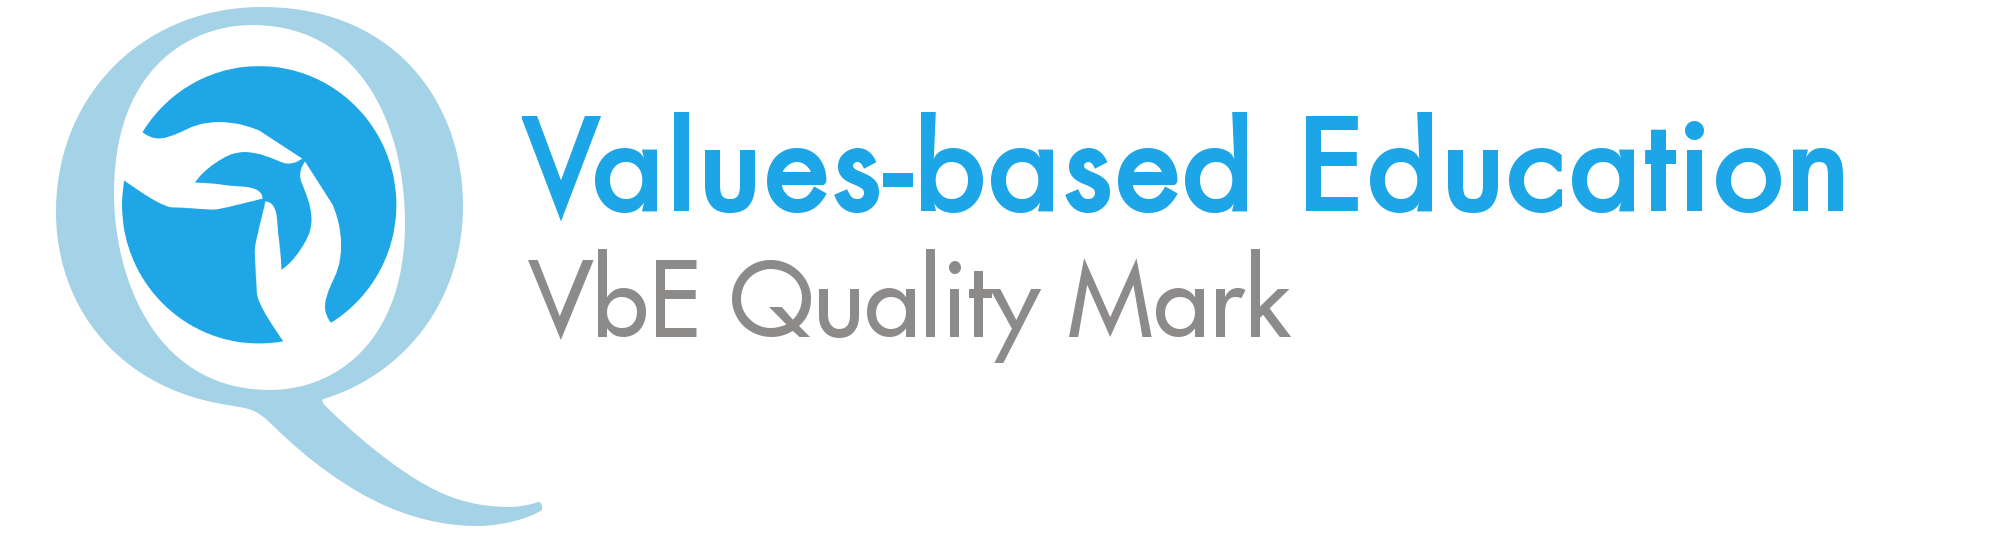 Q
Values-based Education
VbE Quality Mark